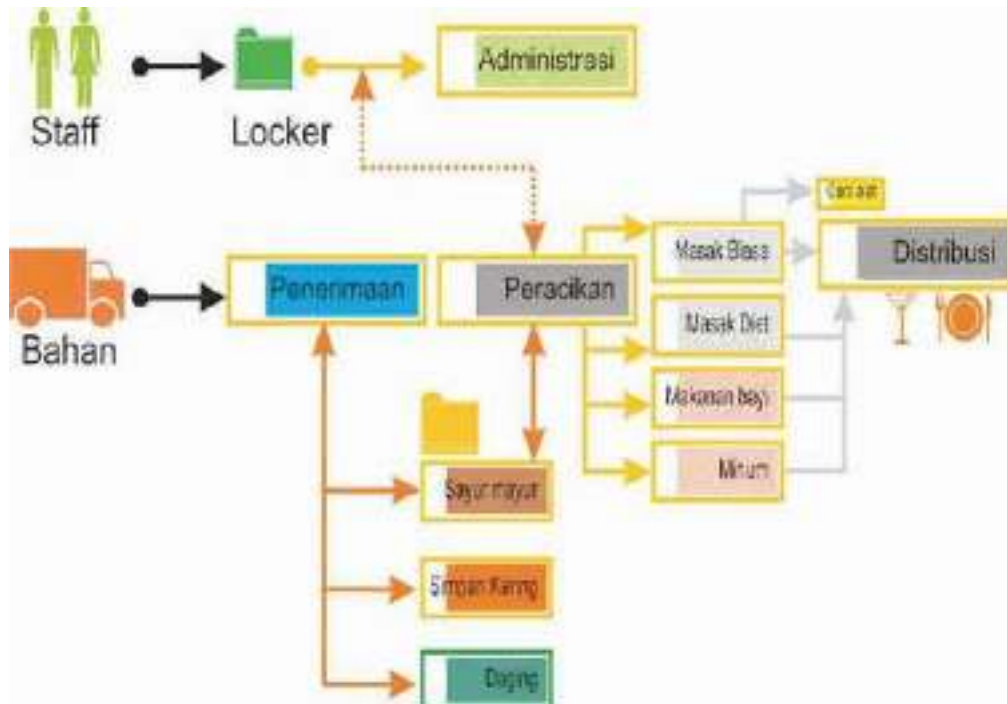 Staff
Locker
Administrasi
Bahan
Penerimaan
Peracikan
Masak Biasa
Masak Diet
Makanan bayi
Minum
Distribusi
Sayur mayur
Simpan Kering
Daging